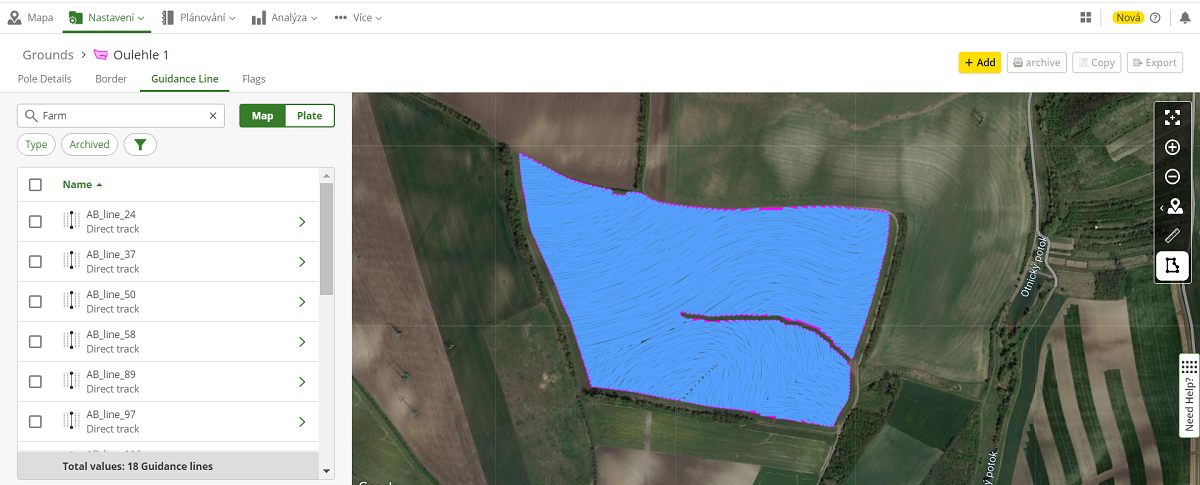 Mapa
Nastavení
Plánování
Analýza
Více
Nová
Grounds
Oulehle 1
+ Add
archive
Copy
Export
Pole Details
Border
Guidance Line
Flags
Farm
Map
Plate
Type
Archived
Name
AB_line_24
Direct track
AB_line_37
Direct track
AB_line_50
Direct track
AB_line_58
Direct track
AB_line_89
Direct track
AB_line_97
Direct track
Total values: 18 Guidance lines
Otnický potok
potok
Need Help?